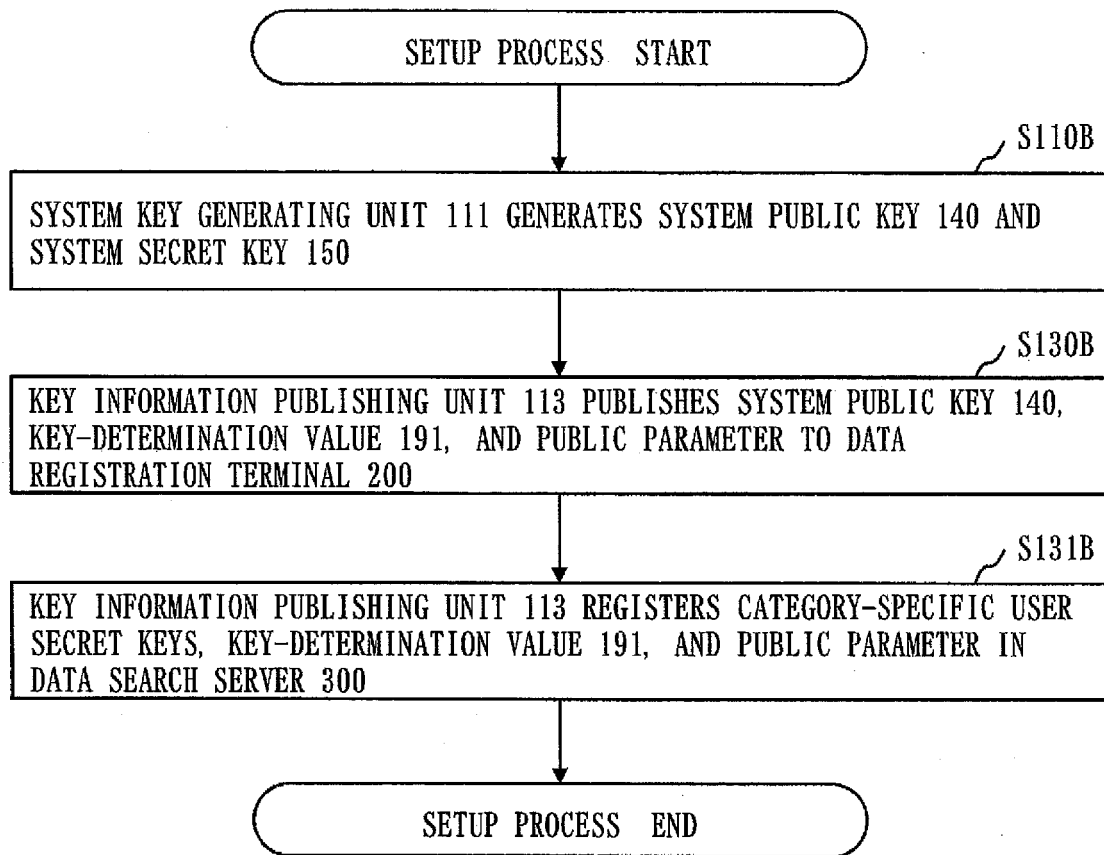 SETUP PROCESS START
S110B
SYSTEM KEY GENERATING UNIT 111 GENERATES SYSTEM PUBLIC KEY 140 AND
SYSTEM SECRET KEY 150
S130B
KEY INFORMATION PUBLISHING UNIT 113 PUBLISHES SYSTEM PUBLIC KEY 140,
KEY-DETERMINATION VALUE 191, AND PUBLIC PARAMETER TO DATA
REGISTRATION TERMINAL 200
S131B
KEY INFORMATION PUBLISHING UNIT 113 REGISTERS CATEGORY-SPECIFIC USER
SECRET KEYS, KEY-DETERMINATION VALUE 191, AND PUBLIC PARAMETER IN
DATA SEARCH SERVER 300
SETUP PROCESS END